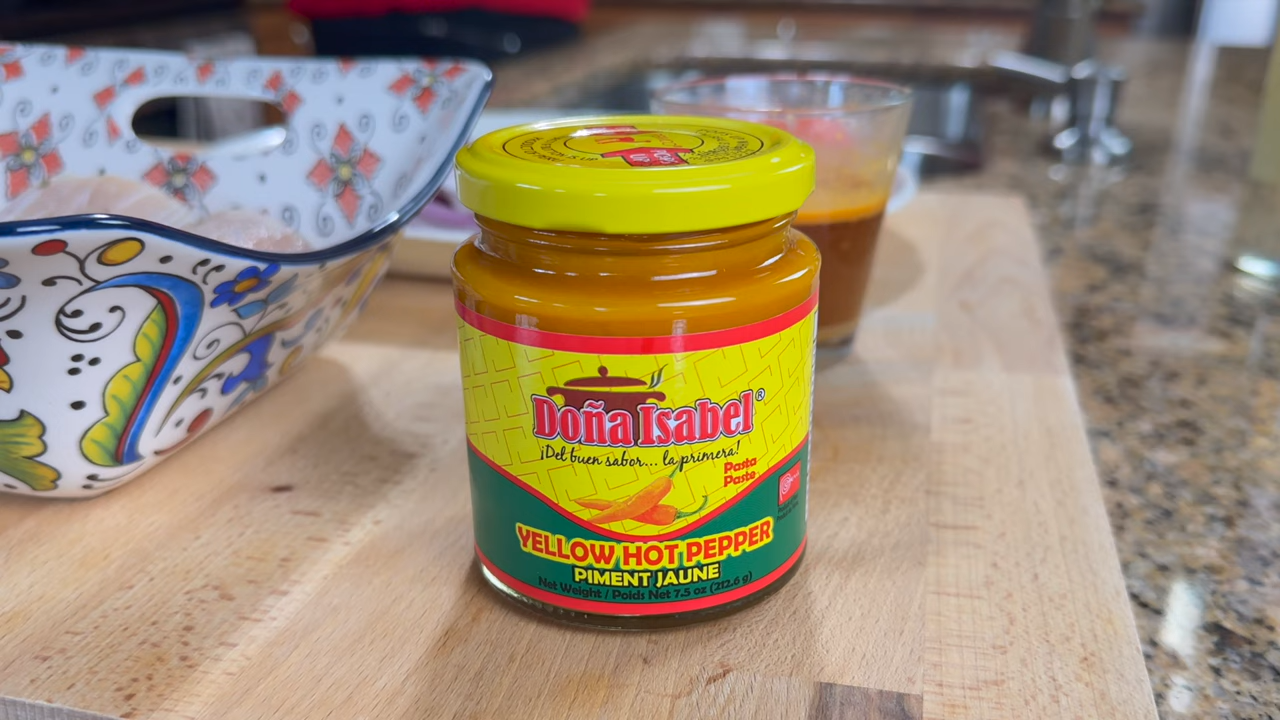 Doña Isabel®
¡Del buen sabor... la primera!
Pasta
Paste
YELLOW HOT PEPPER
PIMENT JAUNE
Net Weight / Poids Net 7.5 oz (212.6 g)